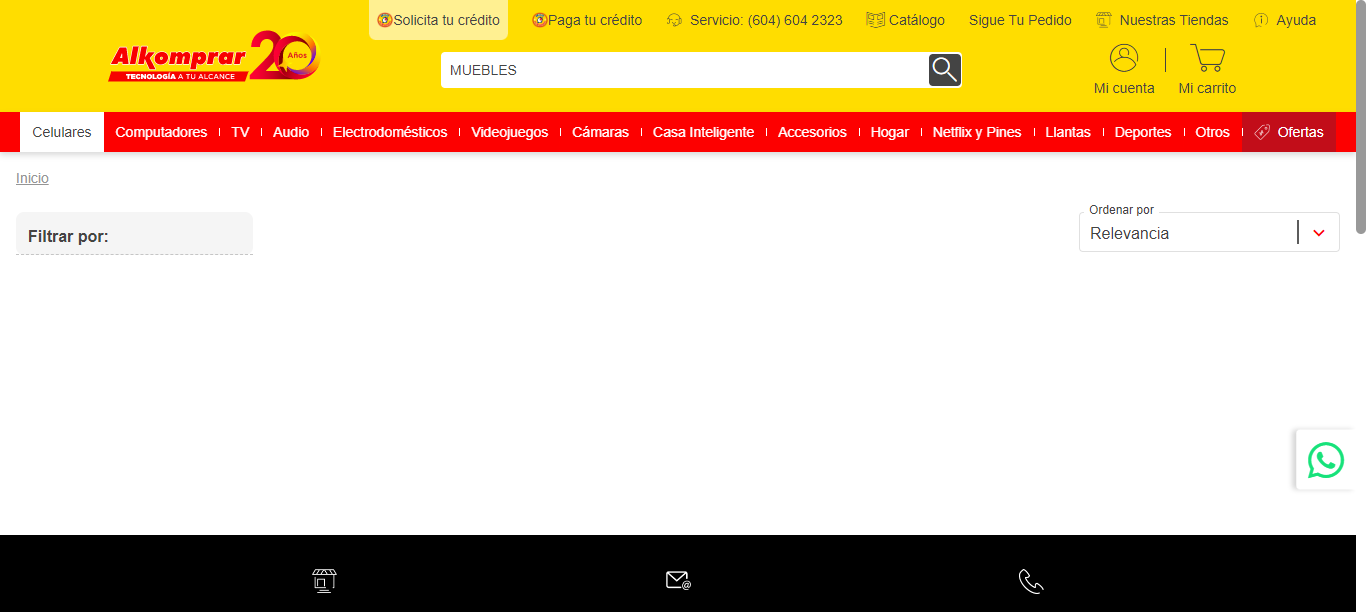 Solicita tu crédito
Paga tu crédito
Servicio: (604) 604 2323
Catálogo
Sigue Tu Pedido
Nuestras Tiendas
Ayuda
Alkomprar 20 Años
TECNOLOGÍA A TU ALCANCE
MUEBLES
Mi cuenta
Mi carrito
Celulares
Computadores
TV
Audio
Electrodomésticos
Videojuegos
Cámaras
Casa Inteligente
Accesorios
Hogar
Netflix y Pines
Llantas
Deportes
Otros
Ofertas
Inicio
Filtrar por:
Ordenar por
Relevancia